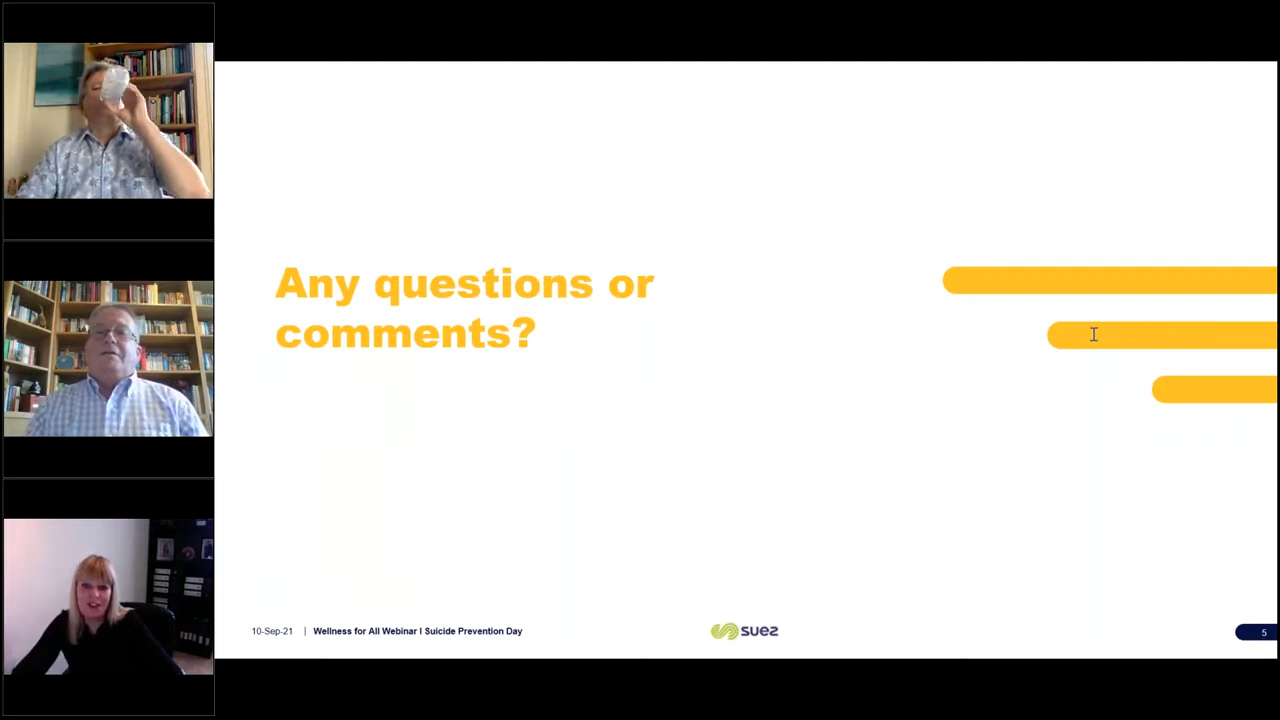 Any questions or
comments?
10-Sep-21 | Wellness for All Webinar I Suicide Prevention Day
suez
5